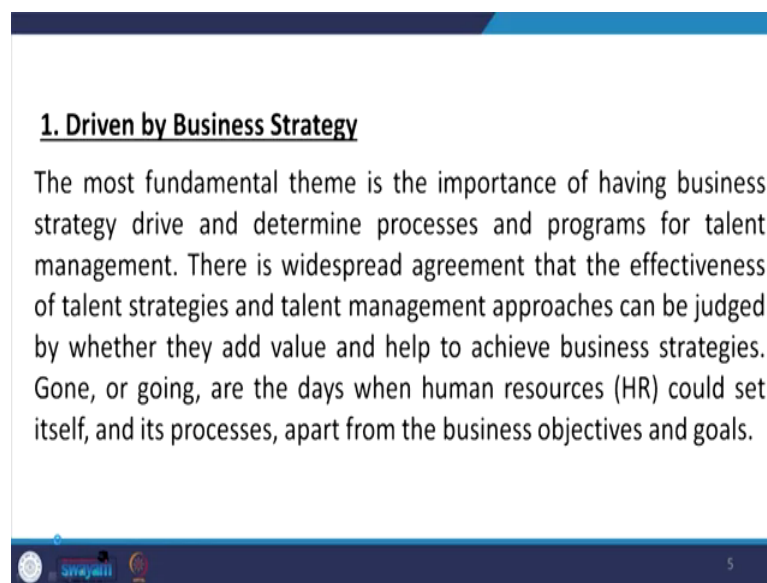 1. Driven by Business Strategy
The most fundamental theme is the importance of having business
strategy drive and determine processes and programs for talent
management. There is widespread agreement that the effectiveness
of talent strategies and talent management approaches can be judged
by whether they add value and help to achieve business strategies.
Gone, or going, are the days when human resources (HR) could set
itself, and its processes, apart from the business objectives and goals.
swayam
5